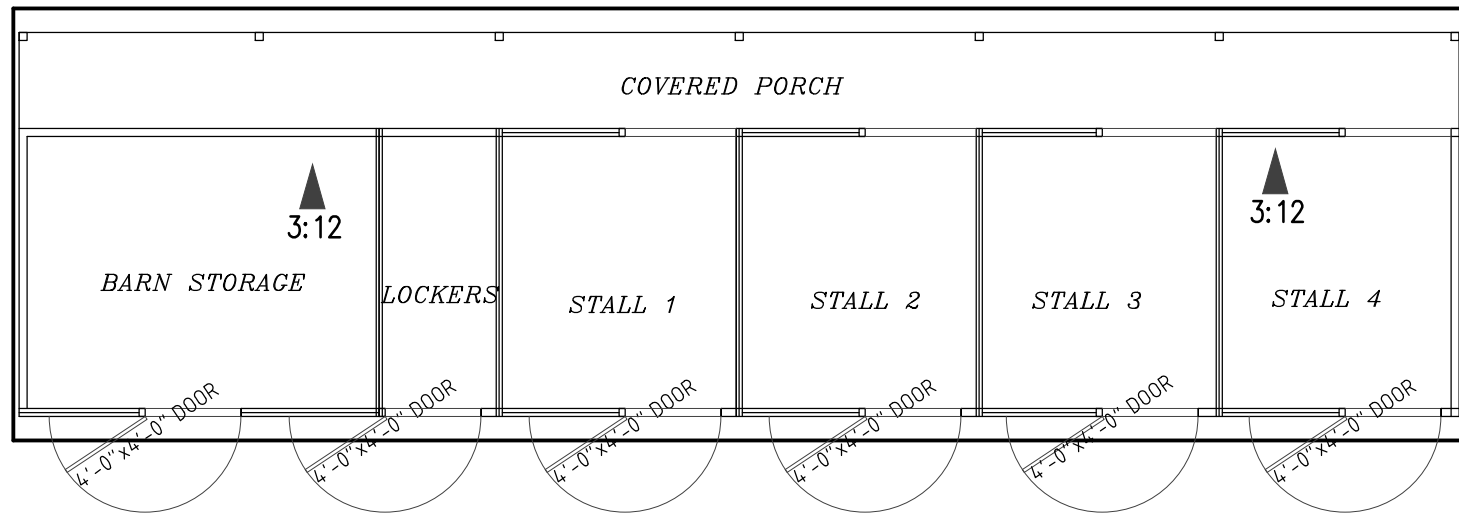 COVERED PORCH
3:12
3:12
BARN STORAGE
LOCKERS
STALL 1
STALL 2
STALL 3
STALL 4
4'-0"x4'-0" DOOR
4'-0"x4'-0" DOOR
4'-0"x4'-0" DOOR
4'-0"x4'-0" DOOR
4'-0"x4'-0" DOOR
4'-0"x4'-0" DOOR